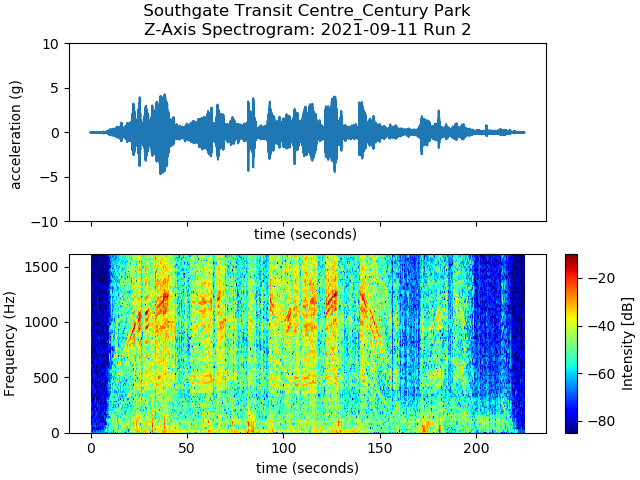 Southgate Transit Centre_Century Park
Z-Axis Spectrogram: 2021-09-11 Run 2
acceleration (g)
10
5
0
−5
−10
time (seconds)
Frequency (Hz)
1500
1000
500
0
0 50 100 150 200
time (seconds)
−20
−40
−60
−80
Intensity [dB]